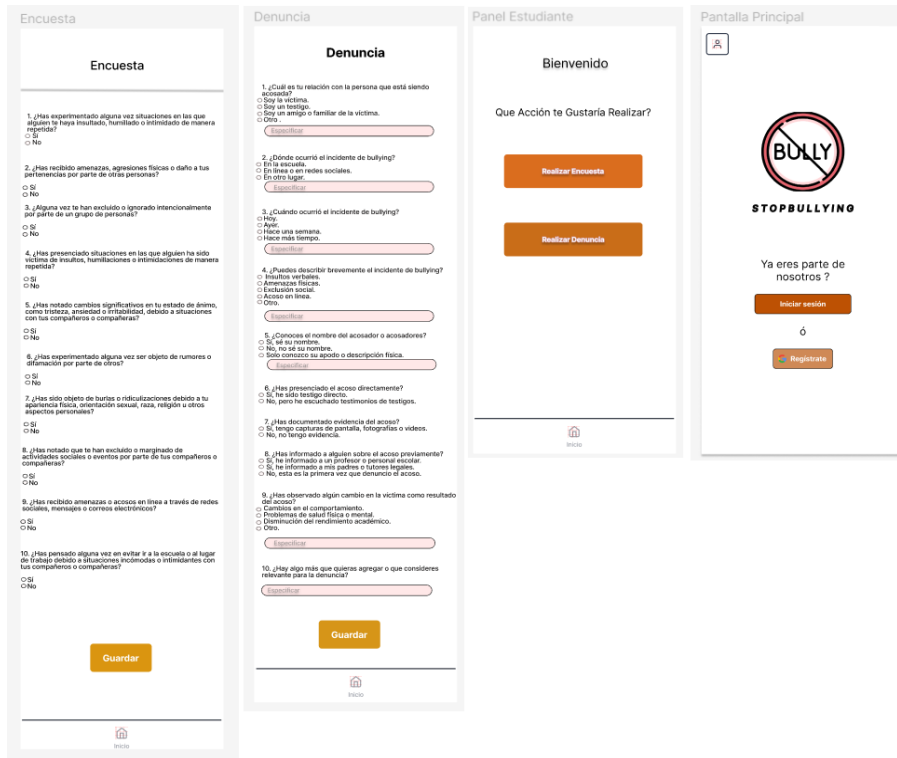 Encuesta
Encuesta
1. ¿Has experimentado alguna vez situaciones en las que
alguien te haya insultado, humillado o intimidado de manera
repetida?
Sí
No
2. ¿Has recibido amenazas, agresiones físicas o daño a tus
pertenencias por parte de otras personas?
Sí
No
3. ¿Alguna vez te han excluido o ignorado intencionalmente
por parte de un grupo de personas?
Sí
No
4. ¿Has presenciado situaciones en las que alguien ha sido
víctima de insultos, humillaciones o intimidaciones de manera
repetida?
Sí
No
5. ¿Has notado cambios significativos en tu estado de ánimo,
como tristeza, ansiedad o irritabilidad, debido a situaciones
con tus compañeros o compañeras?
Sí
No
6. ¿Has experimentado alguna vez ser objeto de rumores o
difamación por parte de otros?
Sí
No
7. ¿Has sido objeto de burlas o ridiculizaciones debido a tu
apariencia física, orientación sexual, raza, religión u otros
aspectos personales?
Sí
No
8. ¿Has notado que te han excluido o marginado de
actividades sociales o eventos por parte de tus compañeros o
compañeras?
Sí
No
9. ¿Has recibido amenazas o acosos en línea a través de redes
sociales, mensajes o correos electrónicos?
Sí
No
10. ¿Has pensado alguna vez en evitar ir a la escuela o al lugar
de trabajo debido a situaciones incómodas o intimidantes con
tus compañeros o compañeras?
Sí
No
Guardar
Inicio
Denuncia
Denuncia
1. ¿Cuál es tu relación con la persona que está siendo
acosada?
Soy la víctima.
Soy un testigo.
Soy un amigo o familiar de la víctima.
Otro .
Especificar
2. ¿Dónde ocurrió el incidente de bullying?
En la escuela.
En línea o en redes sociales.
En otro lugar.
Especificar
3. ¿Cuándo ocurrió el incidente de bullying?
Hoy.
Ayer.
Hace una semana.
Hace más tiempo.
Especificar
4. ¿Puedes describir brevemente el incidente de bullying?
Insultos verbales.
Amenazas físicas.
Exclusión social.
Acoso en línea.
Otro.
Especificar
5. ¿Conoces el nombre del acosador o acosadores?
Sí, sé su nombre.
No, no sé su nombre.
Solo conozco su apodo o descripción física.
Especificar
6. ¿Has presenciado el acoso directamente?
Sí, he sido testigo directo.
No, pero he escuchado testimonios de testigos.
7. ¿Has documentado evidencia del acoso?
Sí, tengo capturas de pantalla, fotografías o videos.
No, no tengo evidencia.
8. ¿Has informado a alguien sobre el acoso previamente?
Sí, he informado a un profesor o personal escolar.
Sí, he informado a mis padres o tutores legales.
No, esta es la primera vez que denuncio el acoso.
9. ¿Has observado algún cambio en la víctima como resultado
del acoso?
Cambios en el comportamiento.
Problemas de salud física o mental.
Disminución del rendimiento académico.
Otro.
Especificar
10. ¿Hay algo más que quieras agregar o que consideres
relevante para la denuncia?
Especificar
Guardar
Inicio
Panel Estudiante
Bienvenido
Que Acción te Gustaría Realizar?
Realizar Encuesta
Realizar Denuncia
Inicio
Pantalla Principal
BULLY
STOPBULLYING
Ya eres parte de
nosotros ?
Iniciar sesión
ó
Regístrate